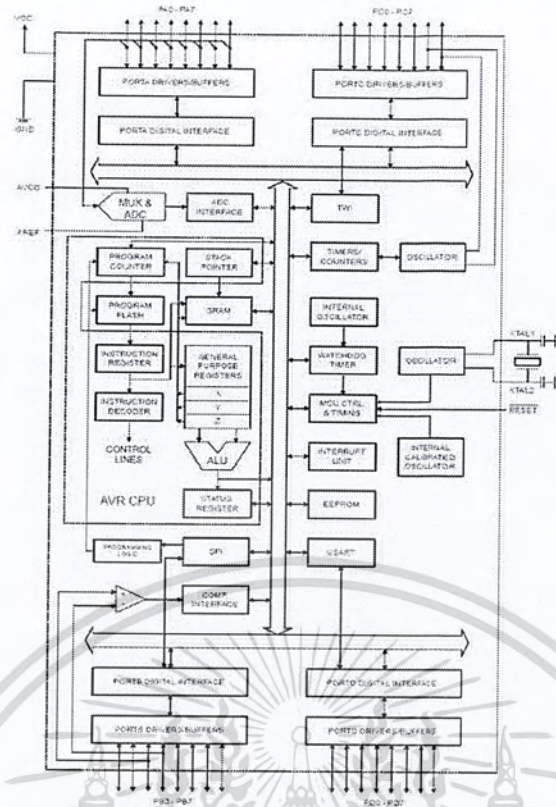 VCC
PA0 - PA7
PC0 - PC7
PORTA DRIVERS/BUFFERS
PORTC DRIVERS/BUFFERS
GND
PORTA DIGITAL INTERFACE
PORTC DIGITAL INTERFACE
AVCC
MUX &
ADC
ADC
INTERFACE
TWI
AREF
PROGRAM
COUNTER
STACK
POINTER
TIMERS/
COUNTERS
OSCILLATOR
PROGRAM
FLASH
SRAM
INTERNAL
OSCILLATOR
XTAL1
INSTRUCTION
REGISTER
GENERAL
PURPOSE
REGISTERS
WATCHDOG
TIMER
OSCILLATOR
X
XTAL2
INSTRUCTION
DECODER
Y
MCU CTRL.
& TIMING
RESET
Z
CONTROL
LINES
ALU
INTERRUPT
UNIT
INTERNAL
CALIBRATED
OSCILLATOR
AVR CPU
STATUS
REGISTER
EEPROM
PROGRAMMING
LOGIC
SPI
USART
+
-
COMP.
INTERFACE
PORTB DIGITAL INTERFACE
PORTD DIGITAL INTERFACE
PORTB DRIVERS/BUFFERS
PORTD DRIVERS/BUFFERS
PB0 - PB7
PD0 - PD7